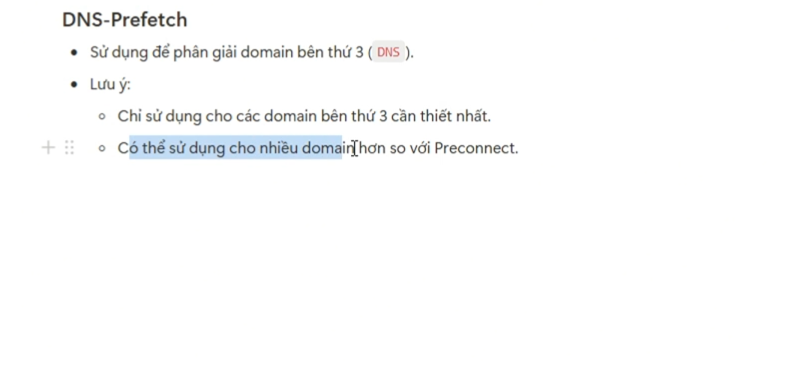 DNS-Prefetch
Sử dụng để phân giải domain bên thứ 3 ( DNS ).
Lưu ý:
Chỉ sử dụng cho các domain bên thứ 3 cần thiết nhất.
Có thể sử dụng cho nhiều domain hơn so với Preconnect.